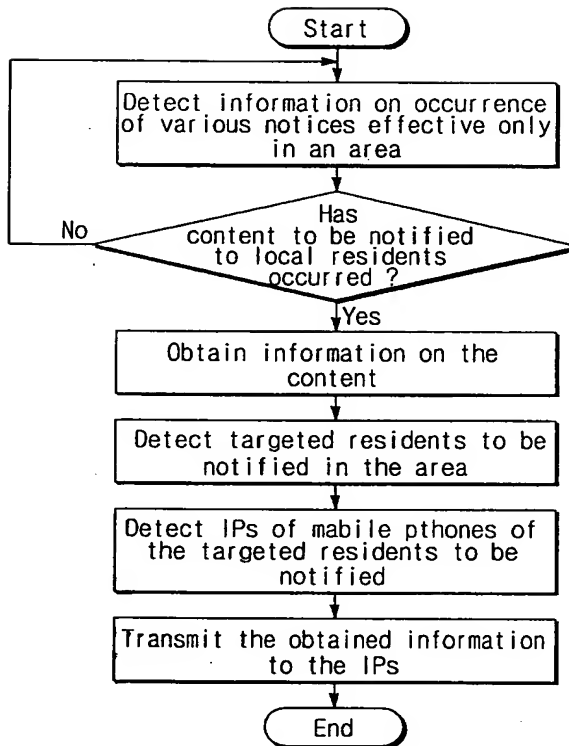 Start
Detect information on occurrence
of various notices effective only
in an area
Has
content to be notified
to local residents
occurred ?
No
Yes
Obtain information on the
content
Detect targeted residents to be
notified in the area
Detect IPs of mabile pthones of
the targeted residents to be
notified
Transmit the obtained information
to the IPs
End